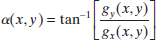 α(x, y) = tan⁻¹[g_y(x, y) / g_x(x, y)]